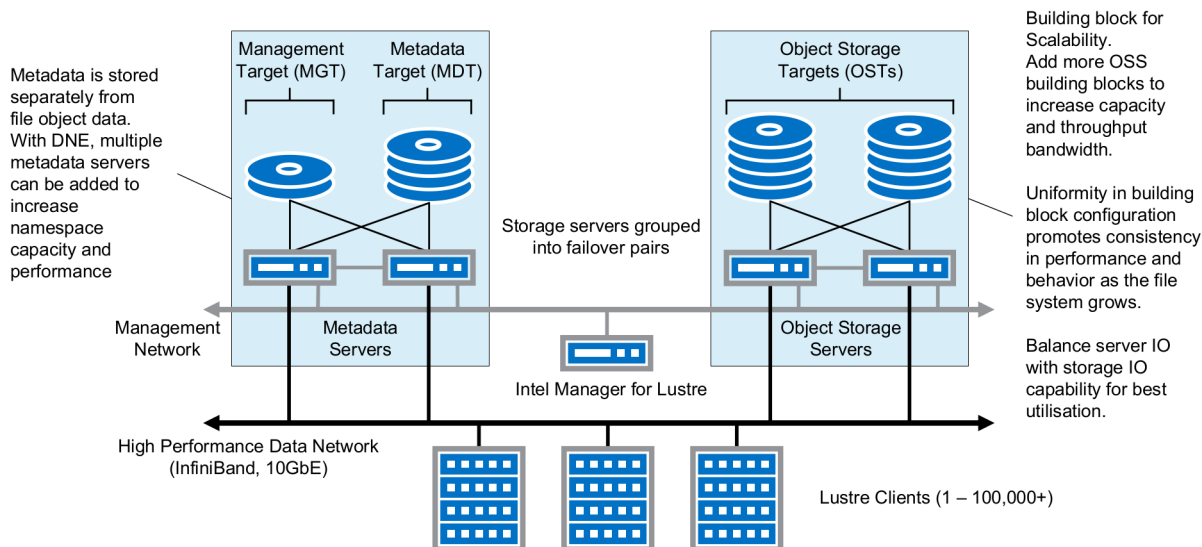 Management
Target (MGT)
Metadata
Target (MDT)
Object Storage
Targets (OSTs)
Metadata is stored
separately from
file object data.
With DNE, multiple
metadata servers
can be added to
increase
namespace
capacity and
performance
Building block for
Scalability.
Add more OSS
building blocks to
increase capacity
and throughput
bandwidth.
Uniformity in building
block configuration
promotes consistency
in performance and
behavior as the file
system grows.
Balance server IO
with storage IO
capability for best
utilisation.
Storage servers grouped
into failover pairs
Management
Network
Metadata
Servers
Object Storage
Servers
Intel Manager for Lustre
High Performance Data Network
(InfiniBand, 10GbE)
Lustre Clients (1 – 100,000+)